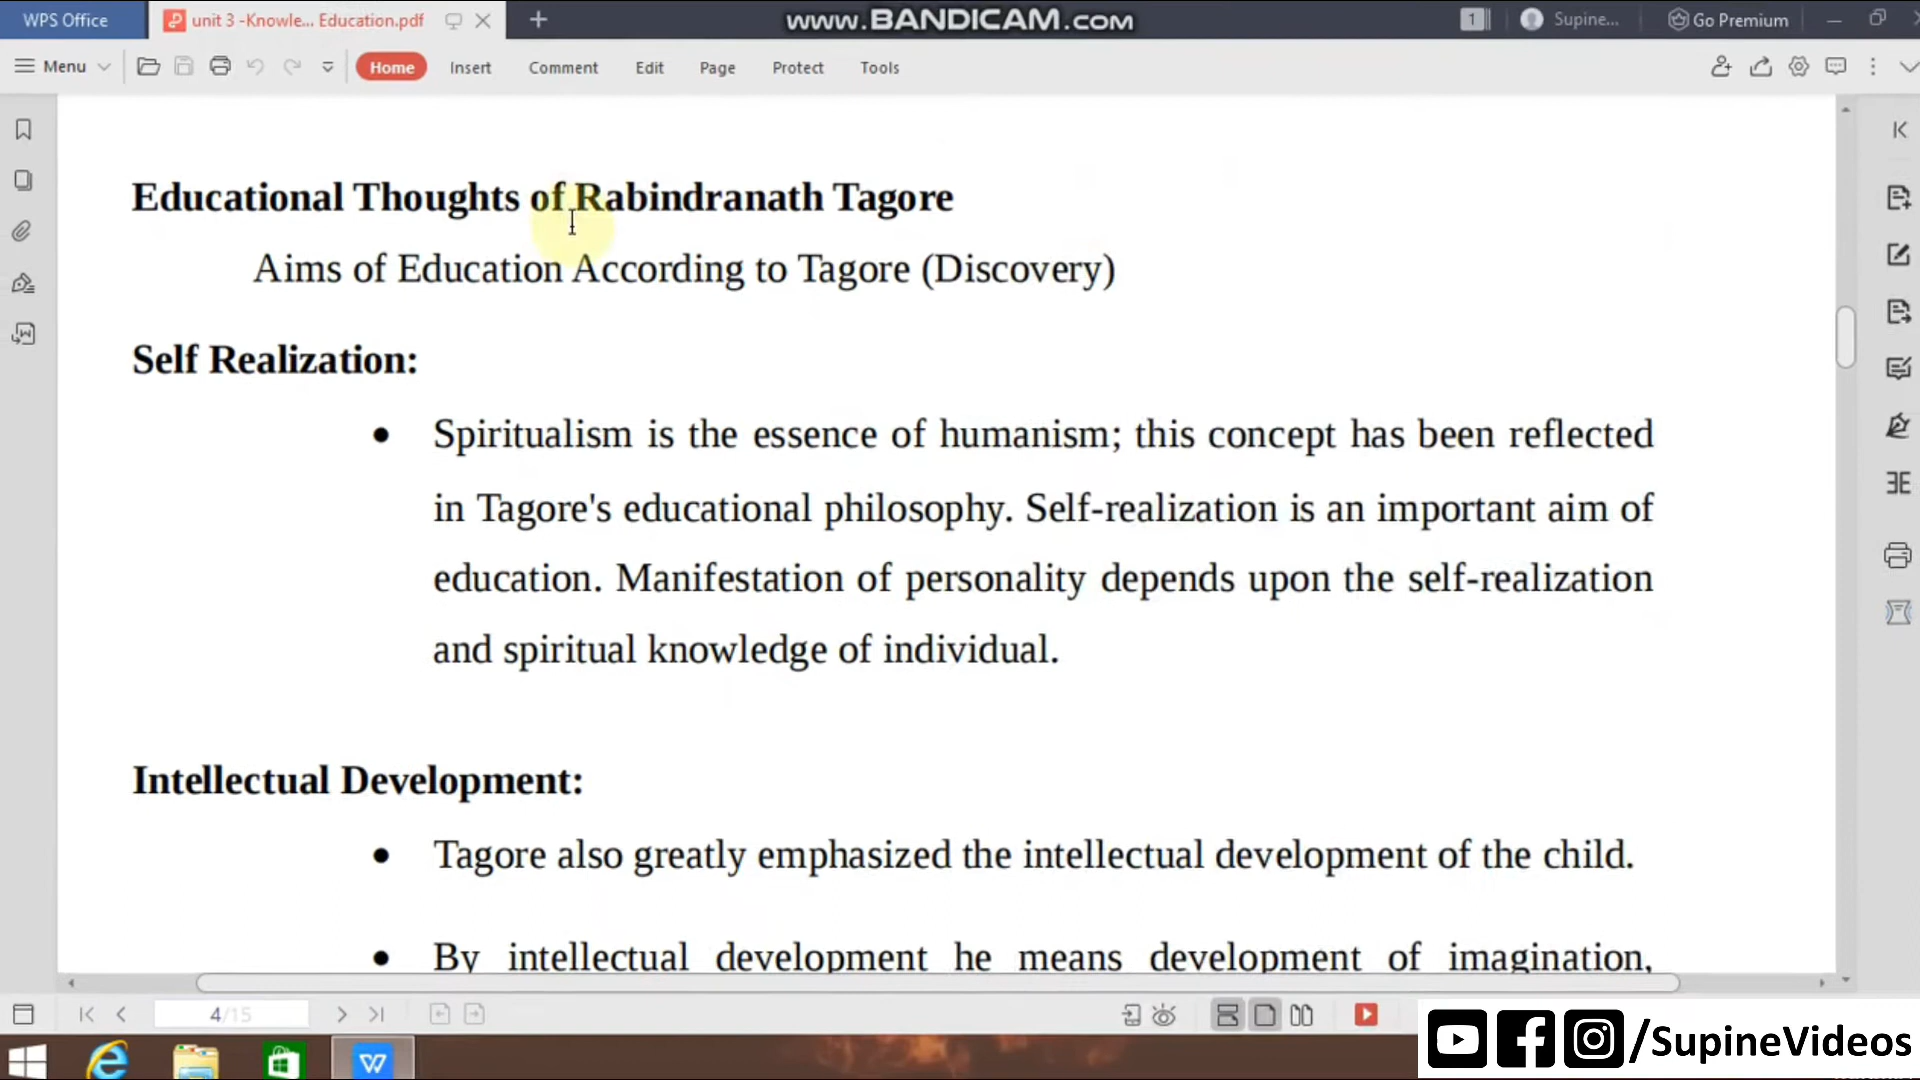 WPS Office
unit 3 -Knowle... Education.pdf
www.BANDICAM.com
1
Supine...
Go Premium
Menu
Home
Insert
Comment
Edit
Page
Protect
Tools
Educational Thoughts of Rabindranath Tagore
Aims of Education According to Tagore (Discovery)
Self Realization:
• Spiritualism is the essence of humanism; this concept has been reflected
in Tagore's educational philosophy. Self-realization is an important aim of
education. Manifestation of personality depends upon the self-realization
and spiritual knowledge of individual.
Intellectual Development:
• Tagore also greatly emphasized the intellectual development of the child.
• By intellectual development he means development of imagination,
4/15
/SupineVideos